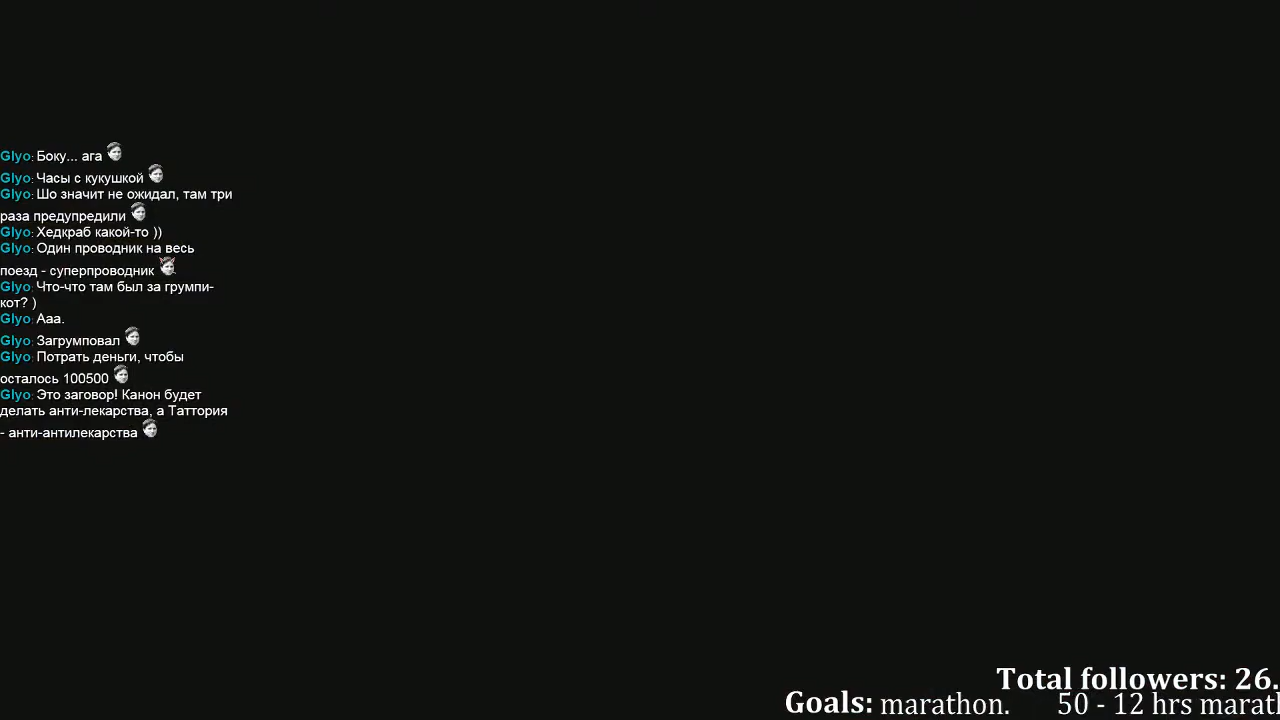 Glyo: Боку... ага
Glyo: Часы с кукушкой
Glyo: Шо значит не ожидал, там три
раза предупредили
Glyo: Хедкраб какой-то ))
Glyo: Один проводник на весь
поезд - суперпроводник
Glyo: Что-что там был за грумпи-
кот? )
Glyo: Ааа.
Glyo: Загрумповал
Glyo: Потрать деньги, чтобы
осталось 100500
Glyo: Это заговор! Канон будет
делать анти-лекарства, а Таттория
- анти-антилекарства
Total followers: 26.
Goals: marathon. 50 - 12 hrs marat